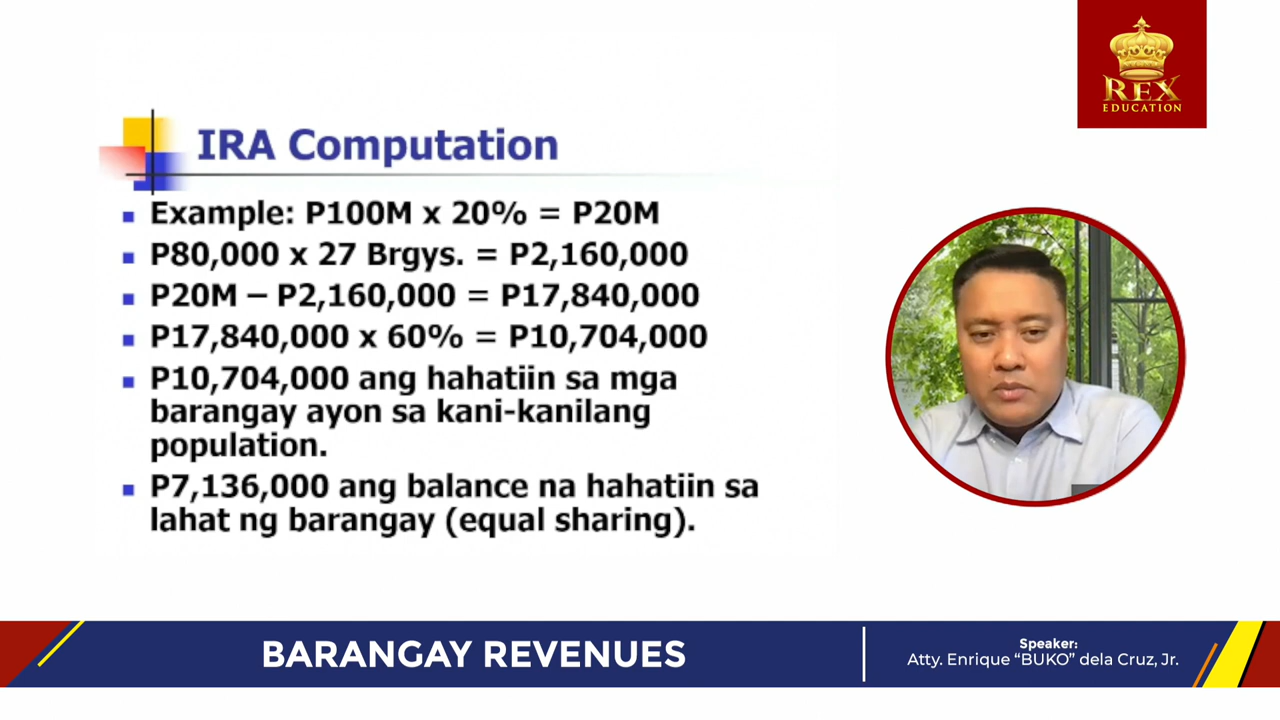 REX
EDUCATION
IRA Computation
Example: P100M x 20% = P20M
P80,000 x 27 Brgys. = P2,160,000
P20M – P2,160,000 = P17,840,000
P17,840,000 x 60% = P10,704,000
P10,704,000 ang hahatiin sa mga
barangay ayon sa kani-kanilang
population.
P7,136,000 ang balance na hahatiin sa
lahat ng barangay (equal sharing).
BARANGAY REVENUES
Speaker:
Atty. Enrique “BUKO” dela Cruz, Jr.